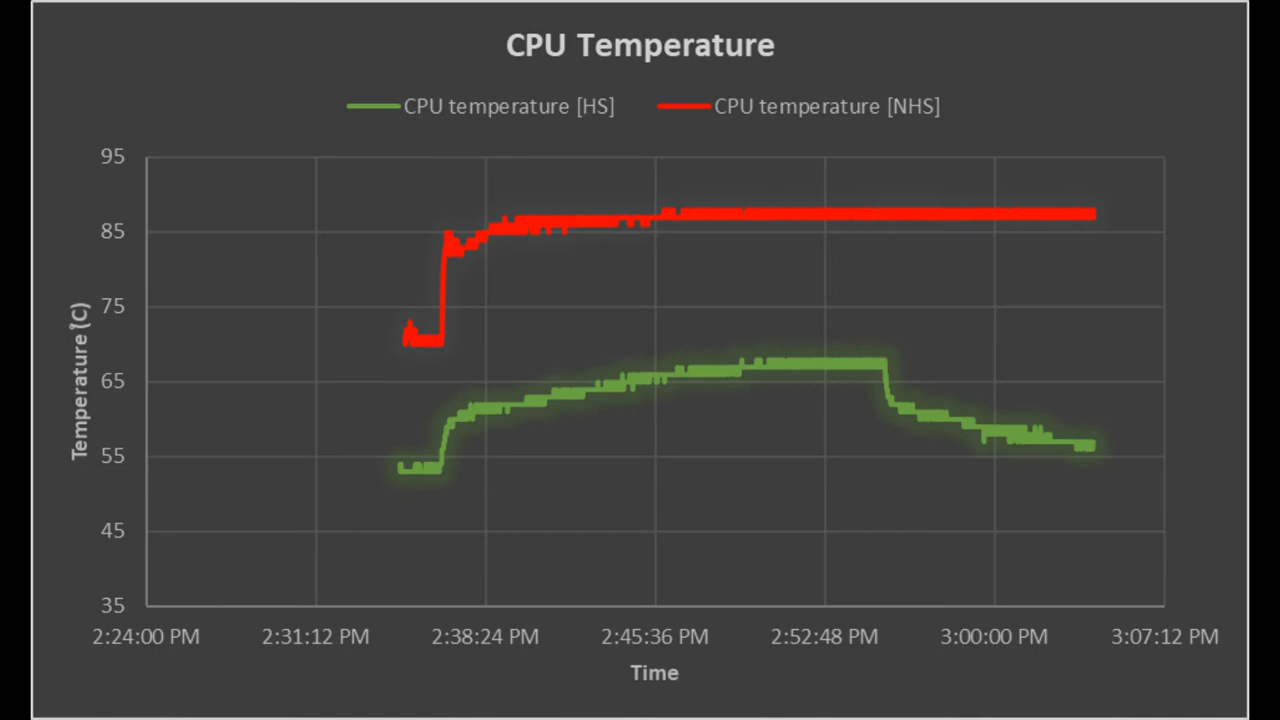 CPU Temperature
CPU temperature [HS] CPU temperature [NHS]
95
85
75
65
55
45
35
Temperature (C)
2:24:00 PM 2:31:12 PM 2:38:24 PM 2:45:36 PM 2:52:48 PM 3:00:00 PM 3:07:12 PM
Time